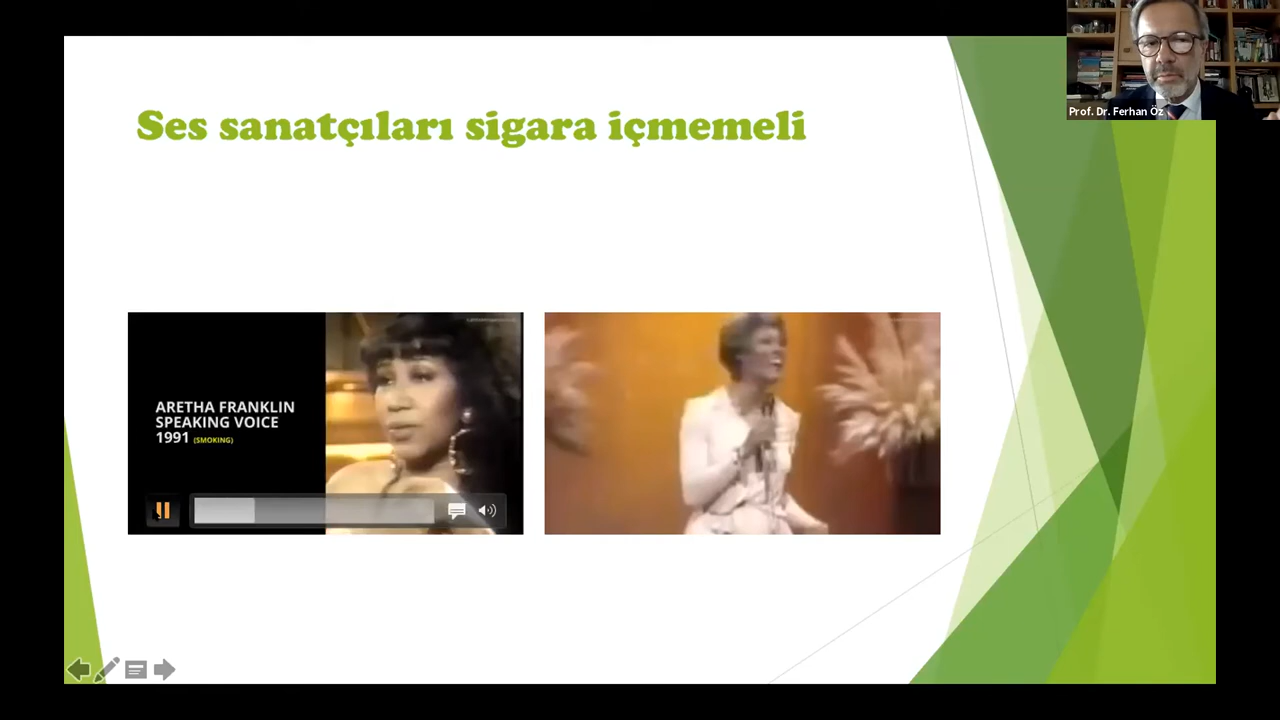 Ses sanatçıları sigara içmemeli
Prof. Dr. Ferhan Öz
ARETHA FRANKLIN
SPEAKING VOICE
1991 (SMOKING)